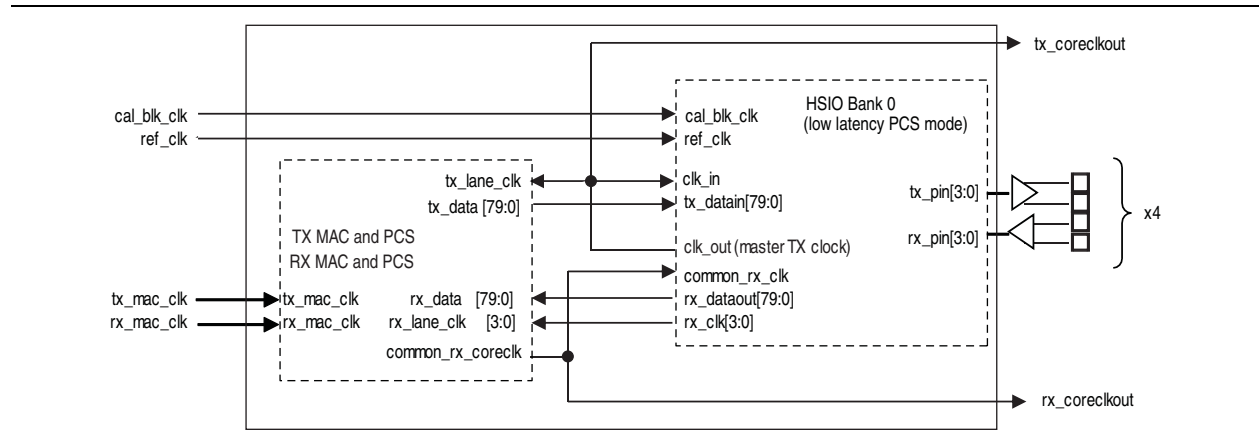 tx_coreclkout
HSIO Bank 0
(low latency PCS mode)
cal_blk_clk
cal_blk_clk
ref_clk
ref_clk
tx_lane_clk
clk_in
tx_data [79:0]
tx_datain[79:0]
tx_pin[3:0]
x4
TX MAC and PCS
RX MAC and PCS
clk_out (master TX clock)
rx_pin[3:0]
common_rx_clk
tx_mac_clk
tx_mac_clk
rx_data [79:0]
rx_dataout[79:0]
rx_mac_clk
rx_mac_clk
rx_lane_clk [3:0]
rx_clk[3:0]
common_rx_coreclk
rx_coreclkout